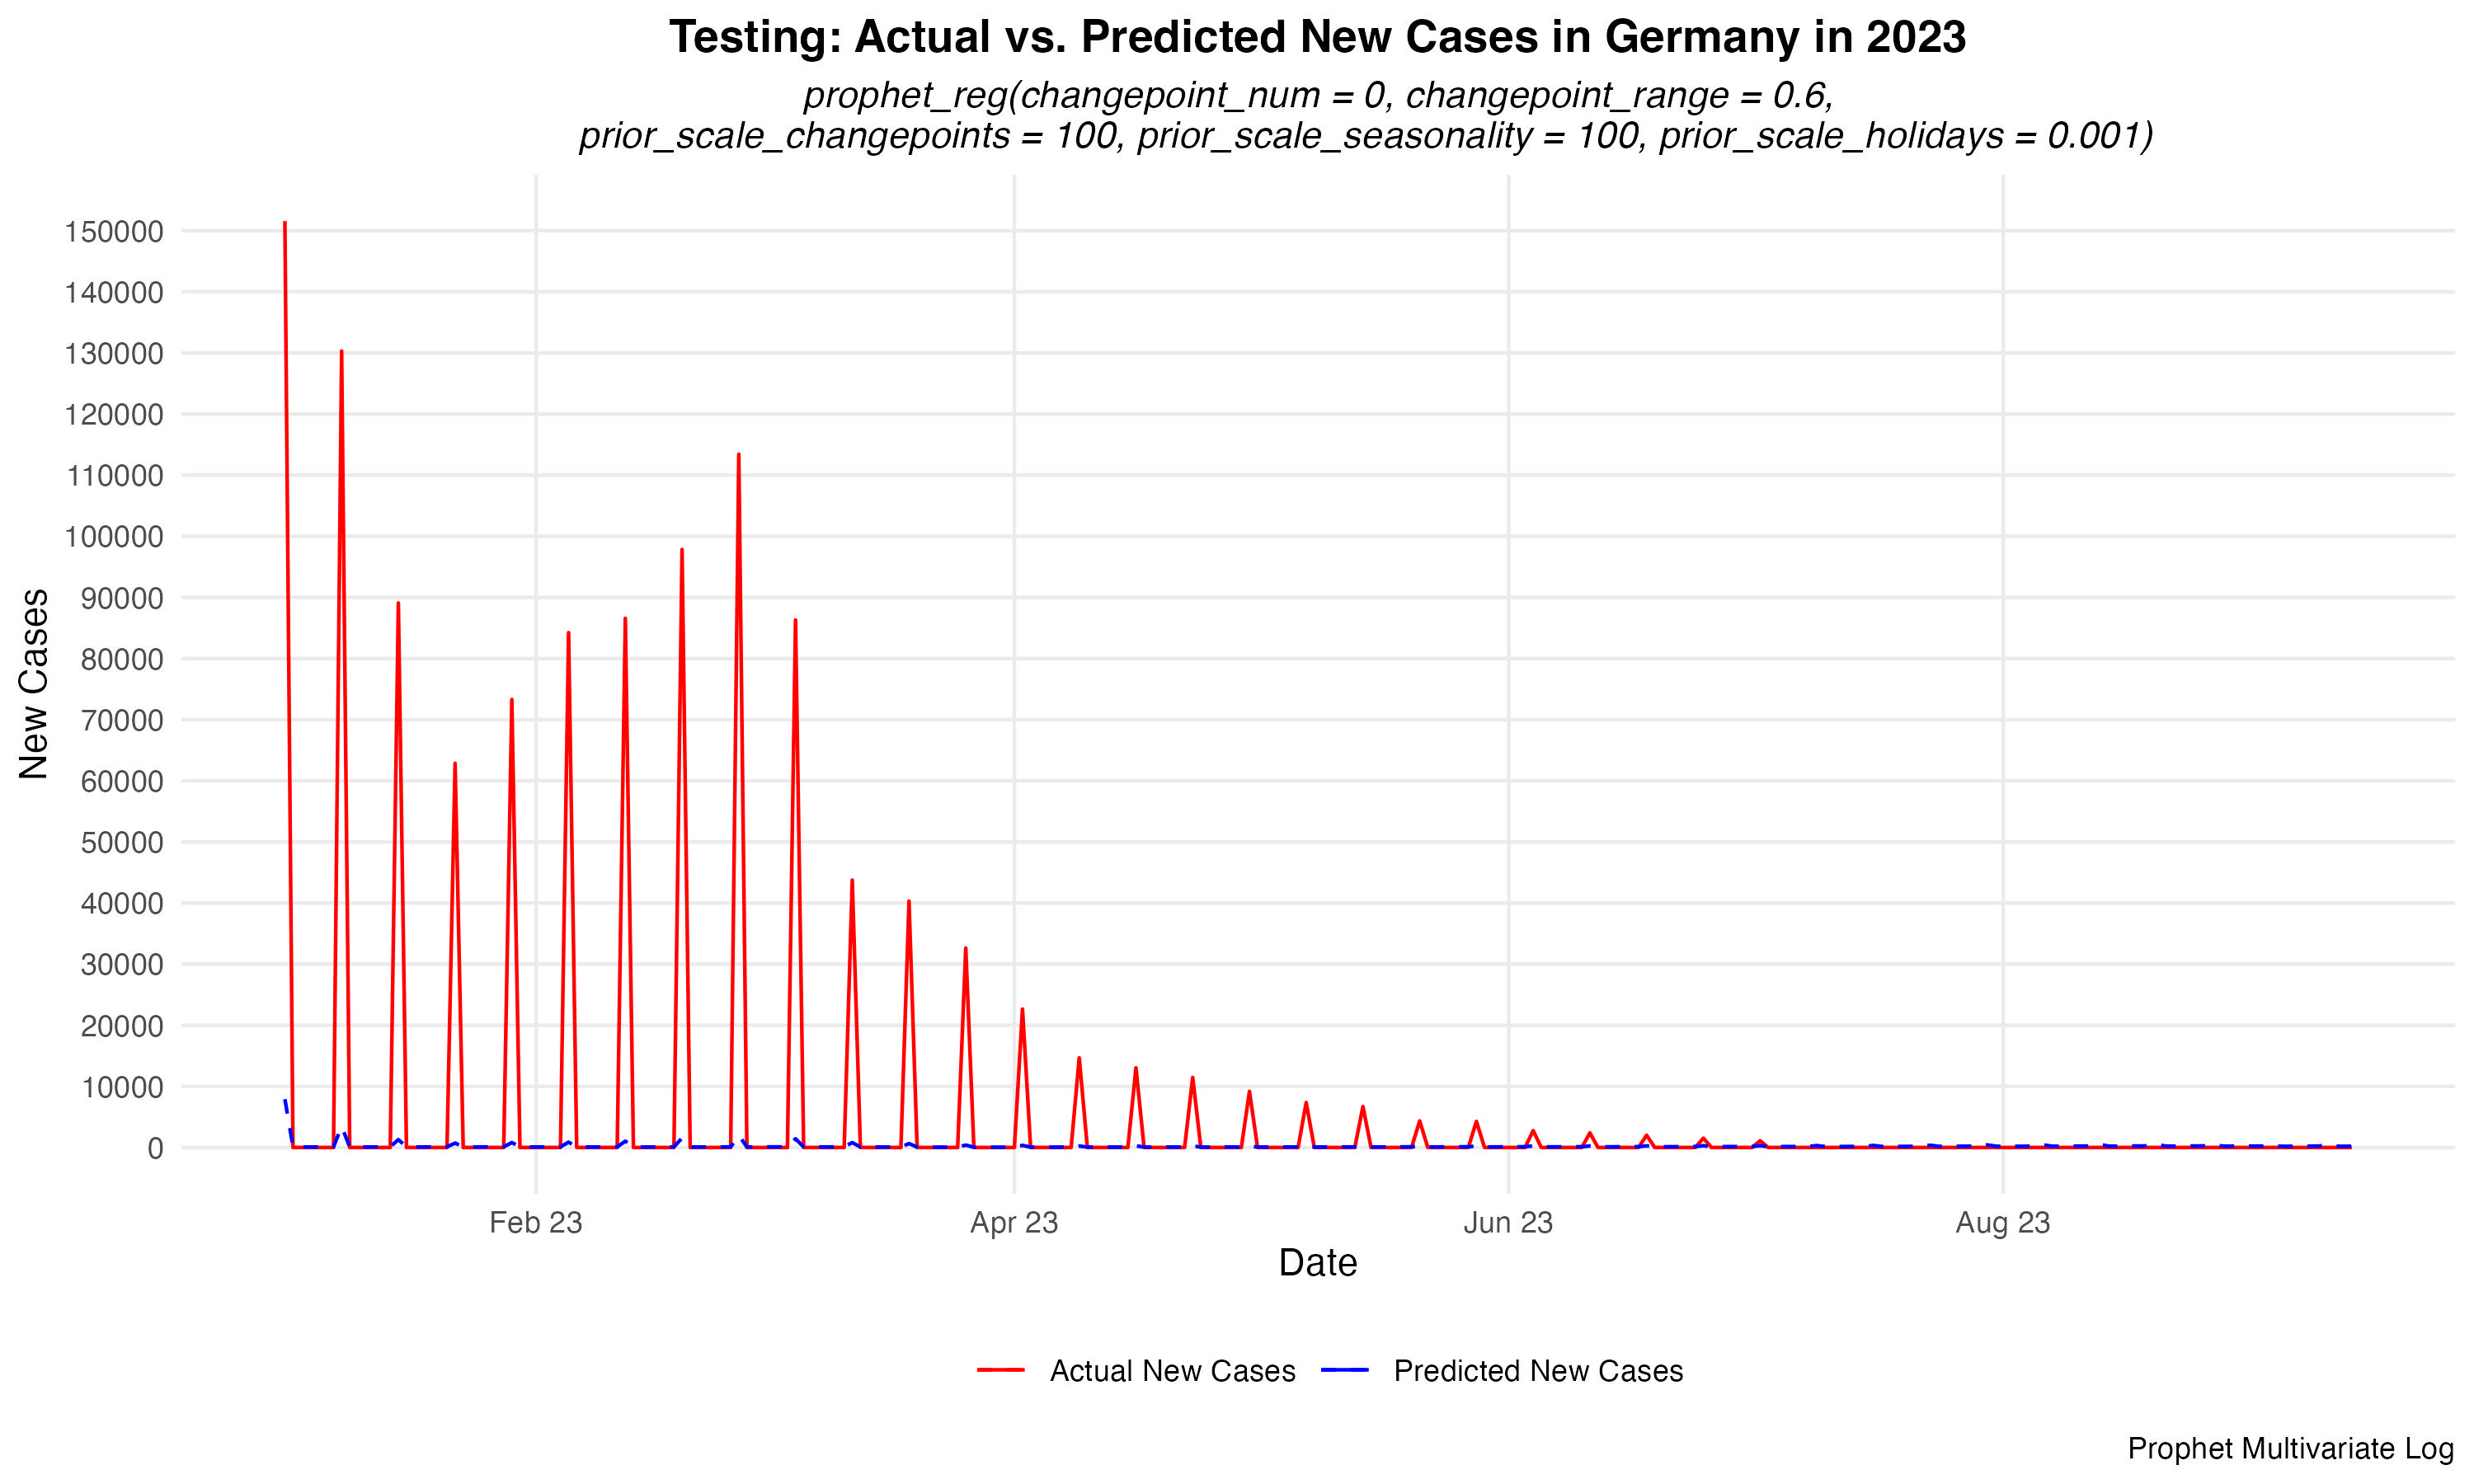 Testing: Actual vs. Predicted New Cases in Germany in 2023
prophet_reg(changepoint_num = 0, changepoint_range = 0.6,
prior_scale_changepoints = 100, prior_scale_seasonality = 100, prior_scale_holidays = 0.001)
150000
140000
130000
120000
110000
100000
90000
80000
70000
60000
50000
40000
30000
20000
10000
0
New Cases
Feb 23
Apr 23
Jun 23
Aug 23
Date
Actual New Cases
Predicted New Cases
Prophet Multivariate Log